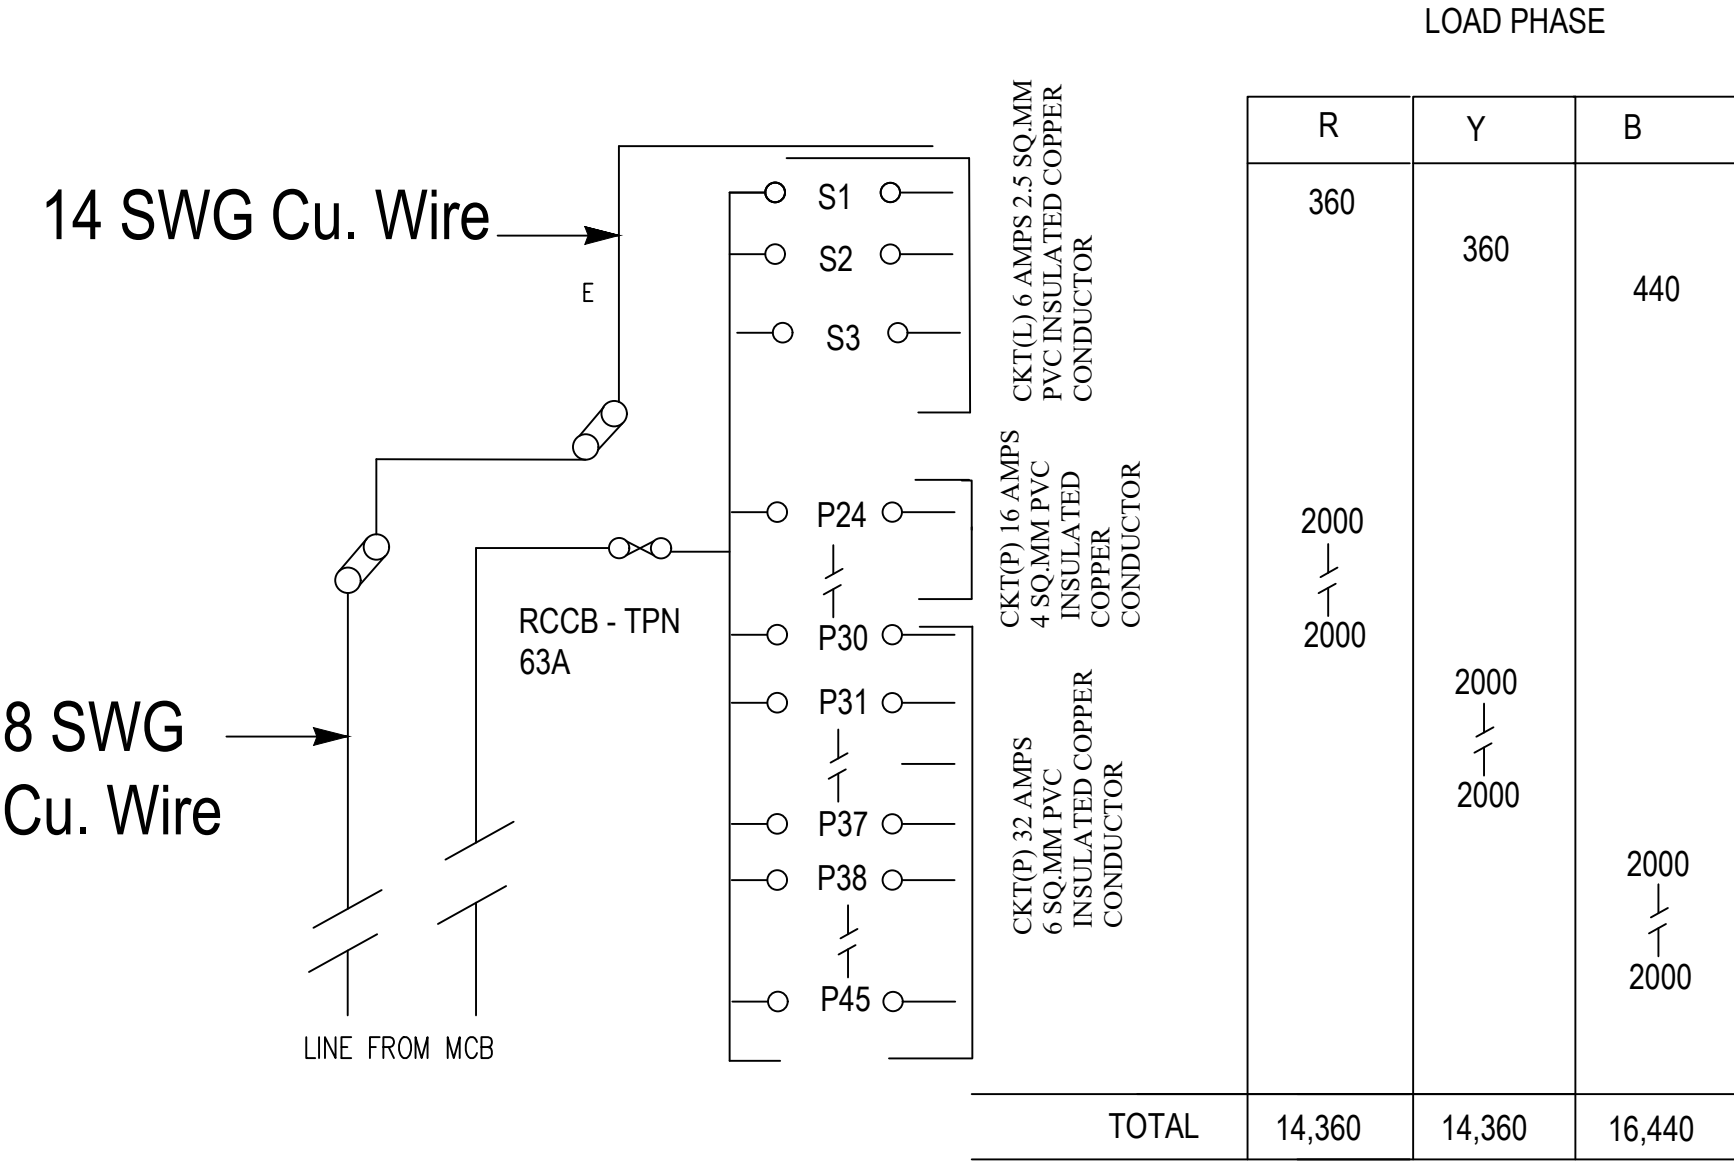 LOAD PHASE
R
Y
B
14 SWG Cu. Wire
E
S1
S2
S3
CKT(L) 6 AMPS 2.5 SQ.MM
PVC INSULATED COPPER
CONDUCTOR
360
360
440
P24
P30
CKT(P) 16 AMPS
4 SQ.MM PVC
INSULATED
COPPER
CONDUCTOR
2000
2000
RCCB - TPN
63A
8 SWG
Cu. Wire
P31
P37
P38
P45
CKT(P) 32 AMPS
6 SQ.MM PVC
INSULATED COPPER
CONDUCTOR
2000
2000
2000
2000
LINE FROM MCB
TOTAL
14,360
14,360
16,440